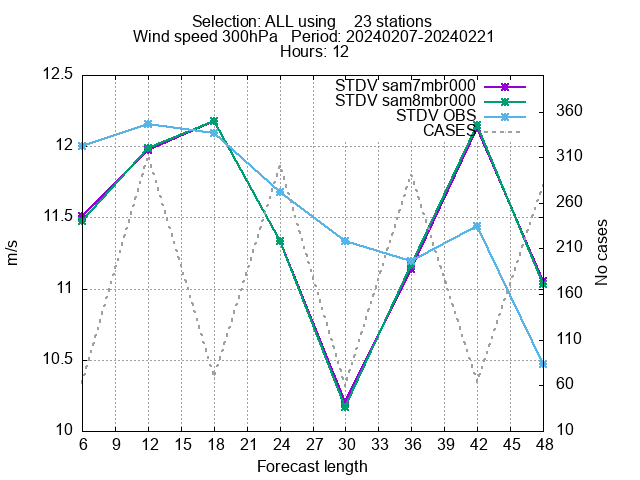 Selection: ALL using    23 stations
Wind speed 300hPa   Period: 20240207-20240221
Hours: 12
STDV sam7mbr000
STDV sam8mbr000
STDV OBS
CASES
12.5
12
11.5
11
10.5
10
m/s
360
310
260
210
160
110
60
10
No cases
6 9 12 15 18 21 24 27 30 33 36 39 42 45 48
Forecast length